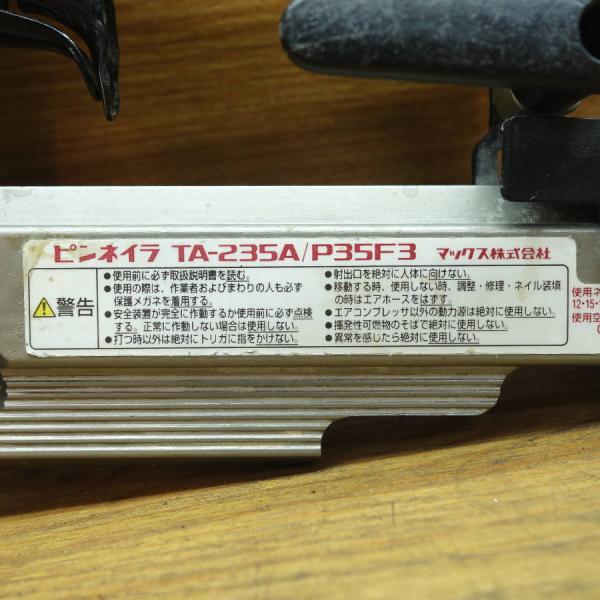 ピンネイラ TA-235A/P35F3 マックス株式会社
警告
●使用前に必ず取扱説明書を読む。
●使用の際は、作業者およびまわりの人も必ず
保護メガネを着用する。
●安全装置が完全に作動するか使用前に必ず点検
する。正常に作動しない場合は使用しない。
●打つ時以外は絶対にトリガに指をかけない。
●射出口を絶対に人体に向けない。
●移動する時、使用しない時、調整・修理・ネイル装填
の時はエアホースをはずす。
●エアコンプレッサ以外の動力源は絶対に使用しない。
●揮発性可燃物のそばで絶対に使用しない。
●異常を感じたら絶対に使用しない。
使用ネ
12・15・
使用空